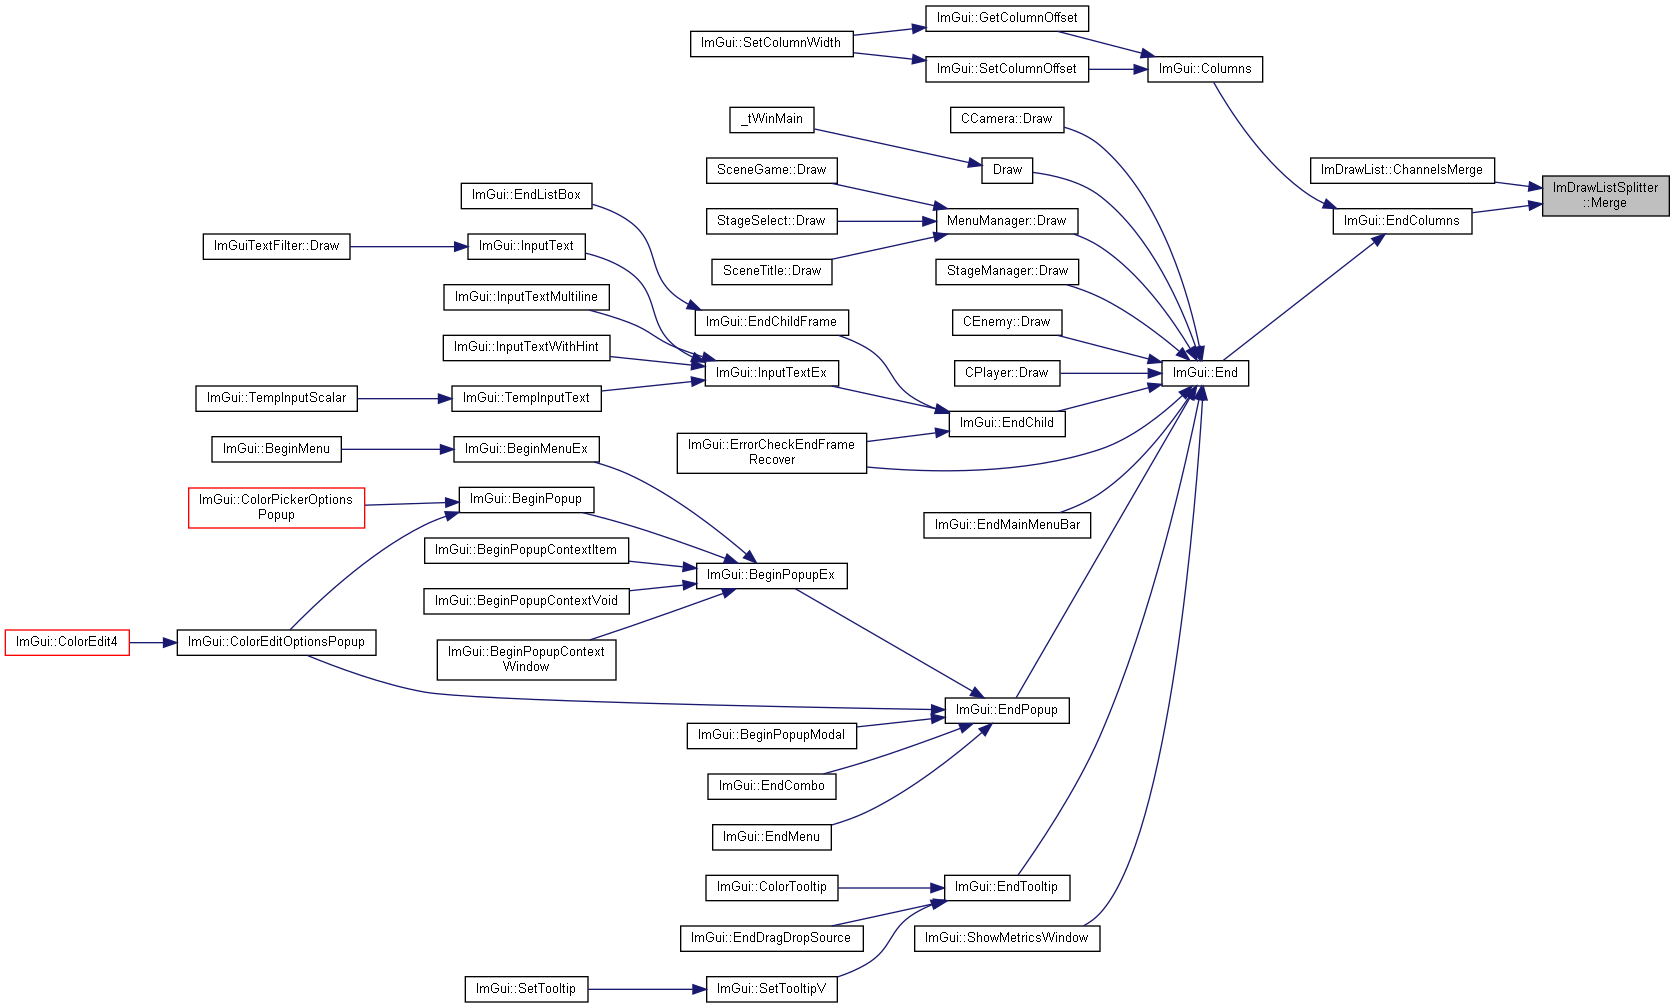 ImGui::GetColumnOffset
ImGui::SetColumnWidth
ImGui::SetColumnOffset
ImGui::Columns
_tWinMain
CCamera::Draw
Draw
SceneGame::Draw
ImDrawList::ChannelsMerge
ImDrawListSplitter
::Merge
ImGui::EndListBox
StageSelect::Draw
MenuManager::Draw
ImGui::EndColumns
ImGuiTextFilter::Draw
ImGui::InputText
SceneTitle::Draw
StageManager::Draw
ImGui::InputTextMultiline
ImGui::EndChildFrame
CEnemy::Draw
ImGui::InputTextWithHint
ImGui::InputTextEx
CPlayer::Draw
ImGui::End
ImGui::TempInputScalar
ImGui::TempInputText
ImGui::EndChild
ImGui::BeginMenu
ImGui::BeginMenuEx
ImGui::ErrorCheckEndFrame
Recover
ImGui::ColorPickerOptions
Popup
ImGui::BeginPopup
ImGui::EndMainMenuBar
ImGui::BeginPopupContextItem
ImGui::BeginPopupEx
ImGui::BeginPopupContextVoid
ImGui::ColorEdit4
ImGui::ColorEditOptionsPopup
ImGui::BeginPopupContext
Window
ImGui::EndPopup
ImGui::BeginPopupModal
ImGui::EndCombo
ImGui::EndMenu
ImGui::ColorTooltip
ImGui::EndTooltip
ImGui::EndDragDropSource
ImGui::ShowMetricsWindow
ImGui::SetTooltip
ImGui::SetTooltipV